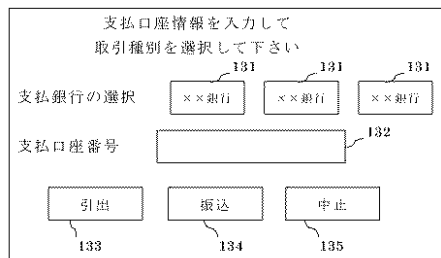 支払口座情報を入力して
取引種別を選択して下さい
131 131 131
支払銀行の選択 ××銀行 ××銀行 ××銀行
132
支払口座番号
引出 振込 中止
133 134 135